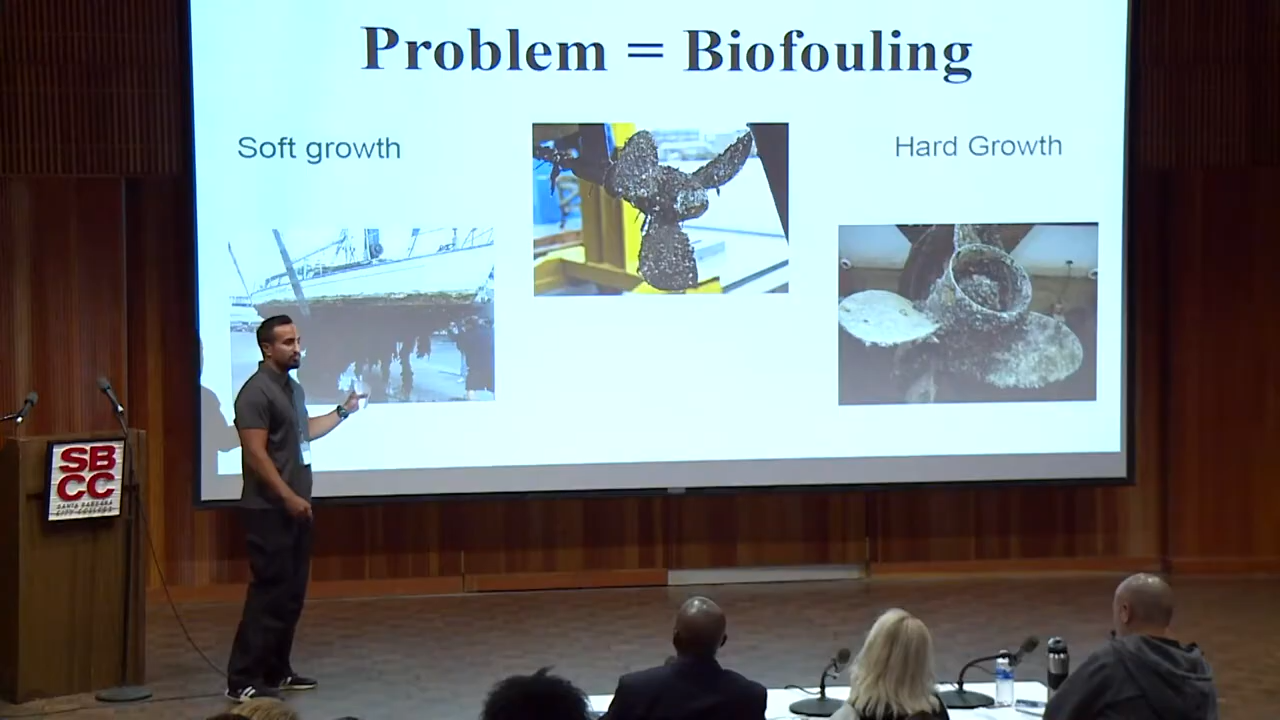 Problem = Biofouling
Soft growth
Hard Growth
SB
CC
SANTA BARBARA
CITY COLLEGE